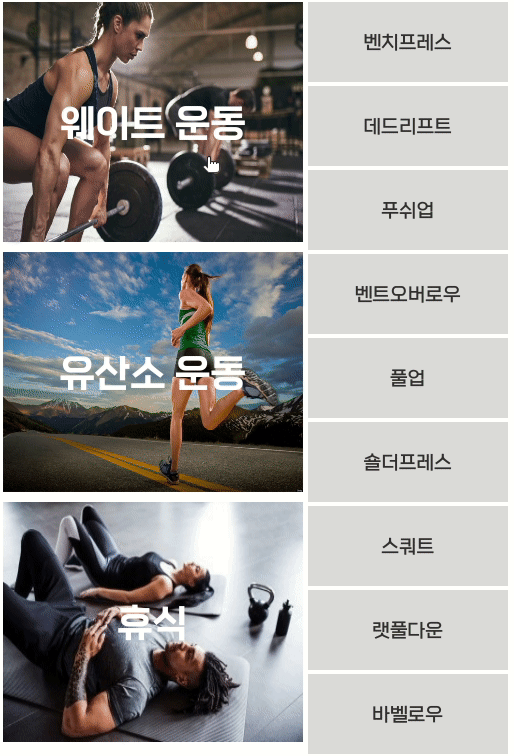 웨이트 운동
유산소 운동
휴식
벤치프레스
데드리프트
푸쉬업
벤트오버로우
풀업
숄더프레스
스쿼트
랫풀다운
바벨로우